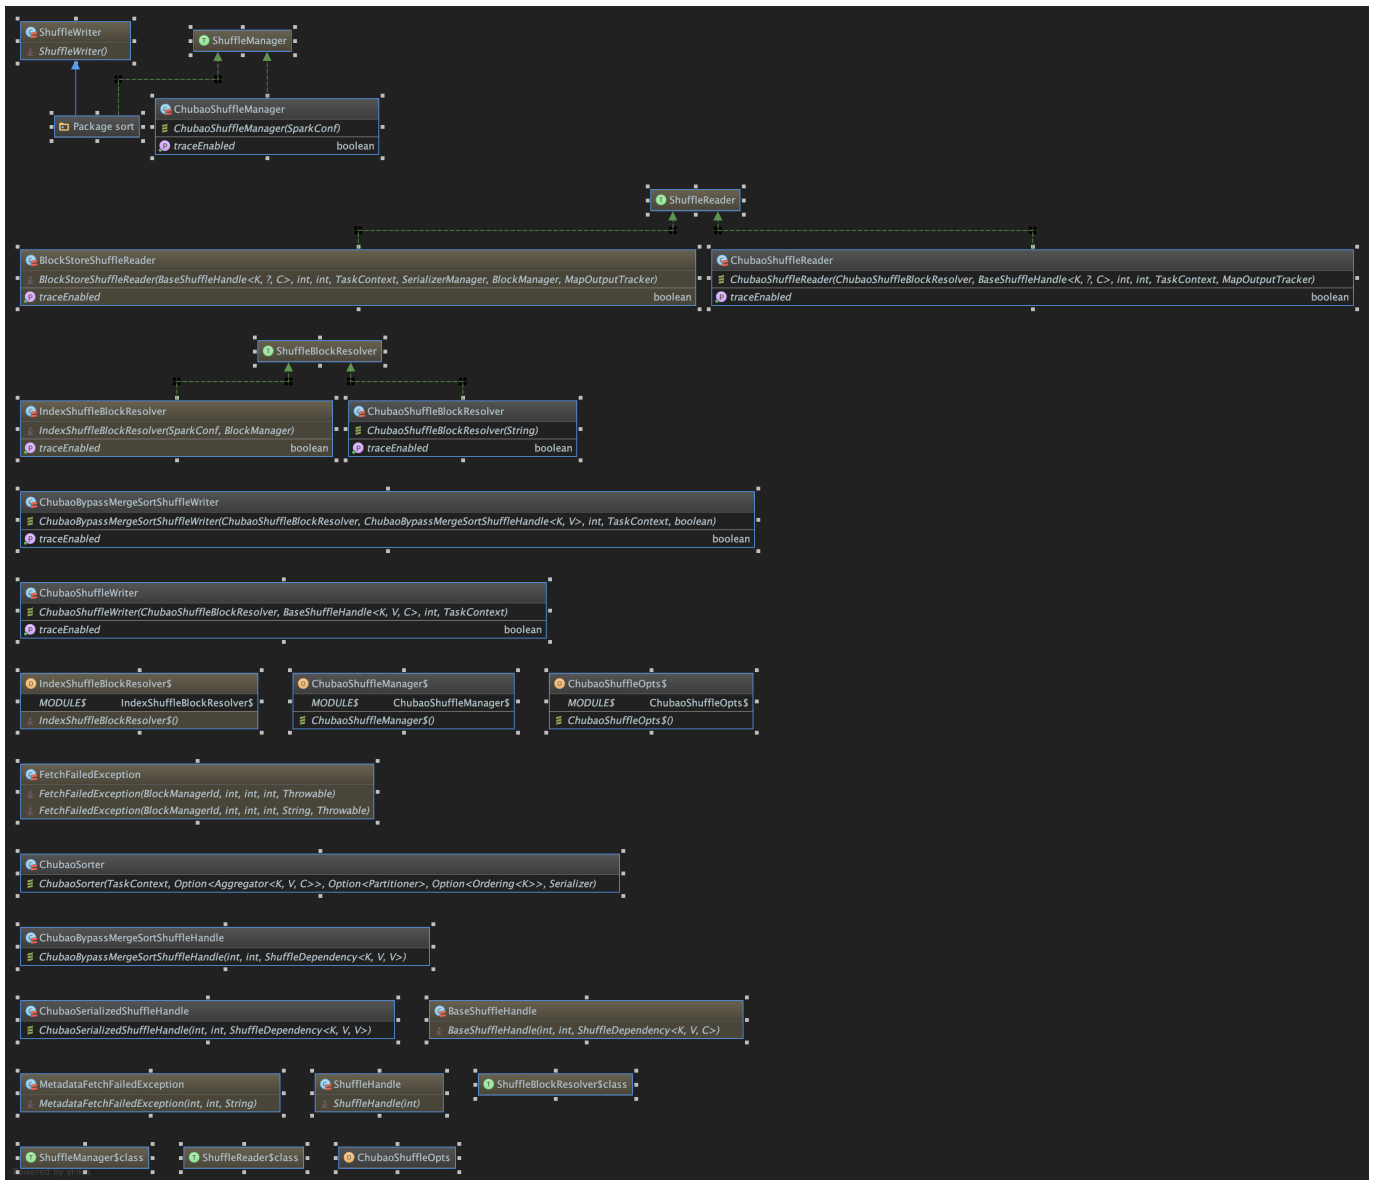 ShuffleWriter
ShuffleWriter()
ShuffleManager
Package sort
ChubaoShuffleManager
ChubaoShuffleManager(SparkConf)
traceEnabled boolean
ShuffleReader
BlockStoreShuffleReader
BlockStoreShuffleReader(BaseShuffleHandle<K, ?, C>, int, int, TaskContext, SerializerManager, BlockManager, MapOutputTracker)
traceEnabled boolean
ChubaoShuffleReader
ChubaoShuffleReader(ChubaoShuffleBlockResolver, BaseShuffleHandle<K, ?, C>, int, int, TaskContext, MapOutputTracker)
traceEnabled boolean
ShuffleBlockResolver
IndexShuffleBlockResolver
IndexShuffleBlockResolver(SparkConf, BlockManager)
traceEnabled boolean
ChubaoShuffleBlockResolver
ChubaoShuffleBlockResolver(String)
traceEnabled boolean
ChubaoBypassMergeSortShuffleWriter
ChubaoBypassMergeSortShuffleWriter(ChubaoShuffleBlockResolver, ChubaoBypassMergeSortShuffleHandle<K, V>, int, TaskContext, boolean)
traceEnabled boolean
ChubaoShuffleWriter
ChubaoShuffleWriter(ChubaoShuffleBlockResolver, BaseShuffleHandle<K, V, C>, int, TaskContext)
traceEnabled boolean
IndexShuffleBlockResolver$
MODULE$ IndexShuffleBlockResolver$
IndexShuffleBlockResolver$()
ChubaoShuffleManager$
MODULE$ ChubaoShuffleManager$
ChubaoShuffleManager$()
ChubaoShuffleOpts$
MODULE$ ChubaoShuffleOpts$
ChubaoShuffleOpts$()
FetchFailedException
FetchFailedException(BlockManagerId, int, int, int, Throwable)
FetchFailedException(BlockManagerId, int, int, int, String, Throwable)
ChubaoSorter
ChubaoSorter(TaskContext, Option<Aggregator<K, V, C>>, Option<Partitioner>, Option<Ordering<K>>, Serializer)
ChubaoBypassMergeSortShuffleHandle
ChubaoBypassMergeSortShuffleHandle(int, int, ShuffleDependency<K, V, V>)
ChubaoSerializedShuffleHandle
ChubaoSerializedShuffleHandle(int, int, ShuffleDependency<K, V, V>)
BaseShuffleHandle
BaseShuffleHandle(int, int, ShuffleDependency<K, V, C>)
MetadataFetchFailedException
MetadataFetchFailedException(int, int, String)
ShuffleHandle
ShuffleHandle(int)
ShuffleBlockResolver$class
ShuffleManager$class
ShuffleReader$class
ChubaoShuffleOpts